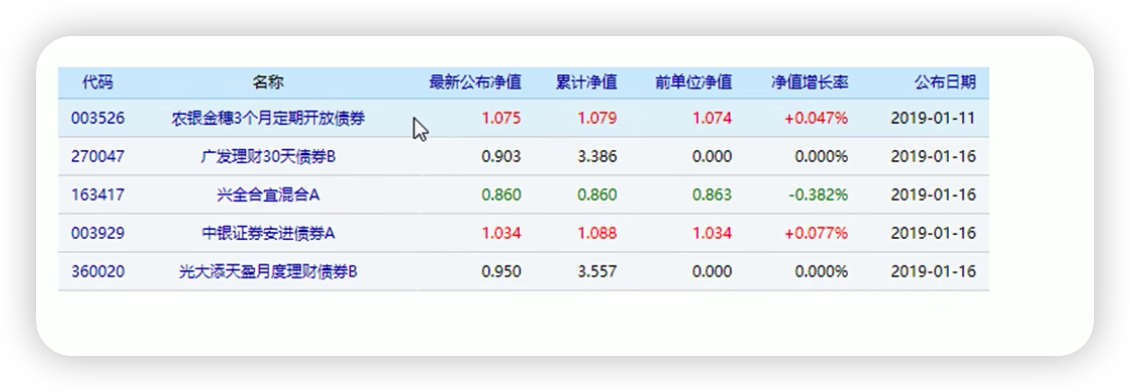 代码 名称 最新公布净值 累计净值 前单位净值 净值增长率 公布日期
003526 农银金穗3个月定期开放债券 1.075 1.079 1.074 +0.047% 2019-01-11
270047 广发理财30天债券B 0.903 3.386 0.000 0.000% 2019-01-16
163417 兴全合宜混合A 0.860 0.860 0.863 -0.382% 2019-01-16
003929 中银证券安进债券A 1.034 1.088 1.034 +0.077% 2019-01-16
360020 光大添天盈月度理财债券B 0.950 3.557 0.000 0.000% 2019-01-16